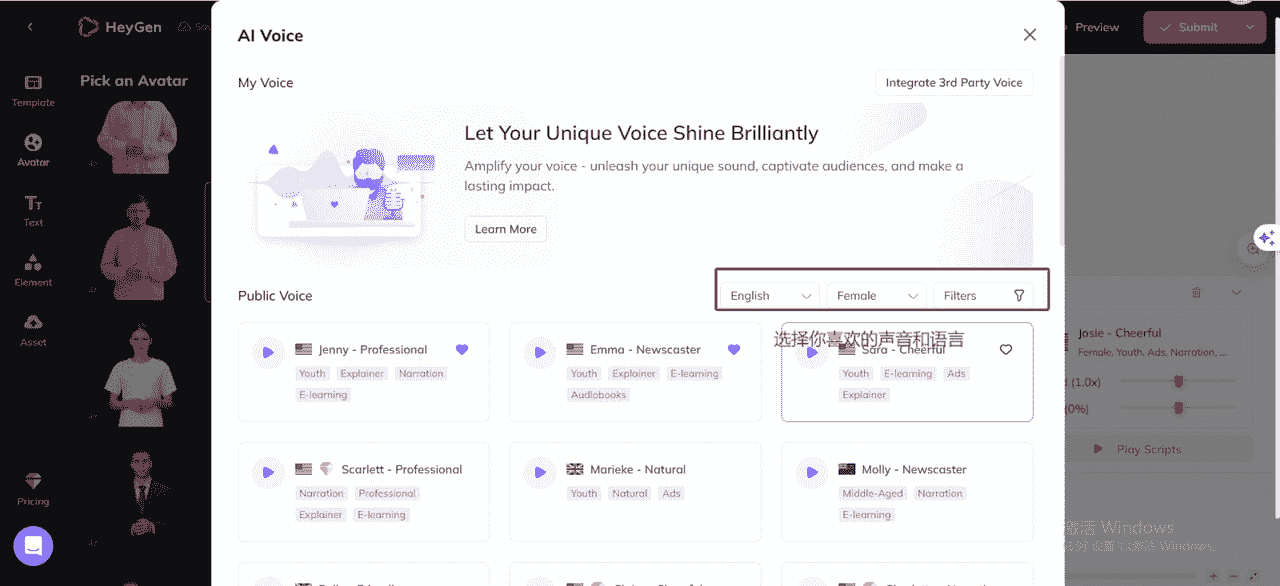 HeyGen
Preview
Submit
AI Voice
My Voice
Integrate 3rd Party Voice
Pick an Avatar
Template
Avatar
Text
Element
Asset
Pricing
Let Your Unique Voice Shine Brilliantly
Amplify your voice - unleash your unique sound, captivate audiences, and make a
lasting impact.
Learn More
Public Voice
English
Female
Filters
选择你喜欢的声音和语言
Jenny - Professional
Youth Explainer Narration
E-learning
Emma - Newscaster
Youth Explainer E-learning
Audiobooks
Sara - Cheerful
Youth E-learning Ads
Explainer
Scarlett - Professional
Narration Professional
Explainer E-learning
Marieke - Natural
Youth Natural Ads
Molly - Newscaster
Middle-Aged Narration
E-learning
Josie - Cheerful
Female, Youth, Ads, Narration, ...
(1.0x)
(0%)
Play Scripts
激活 Windows